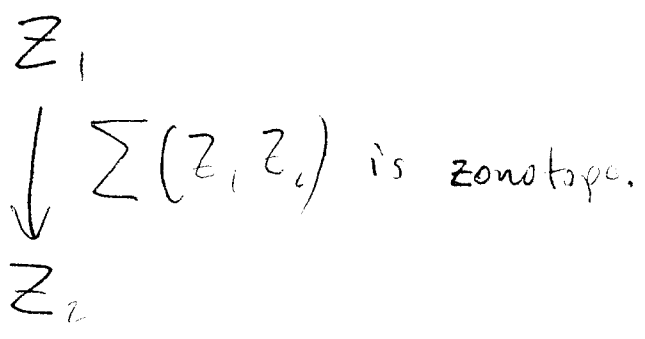 Z₁
↓ Σ(Z₁ Z₂) is zonotope.
Z₂